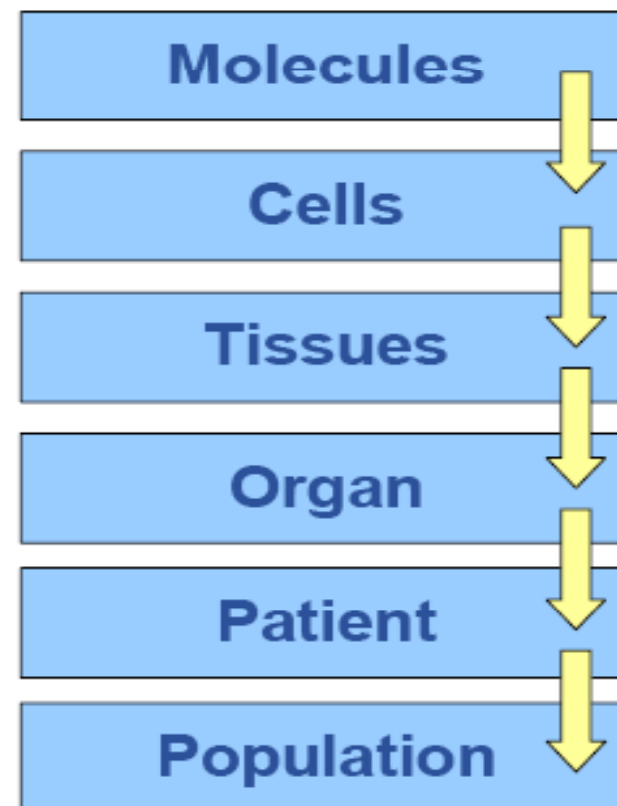 Molecules
Cells
Tissues
Organ
Patient
Population